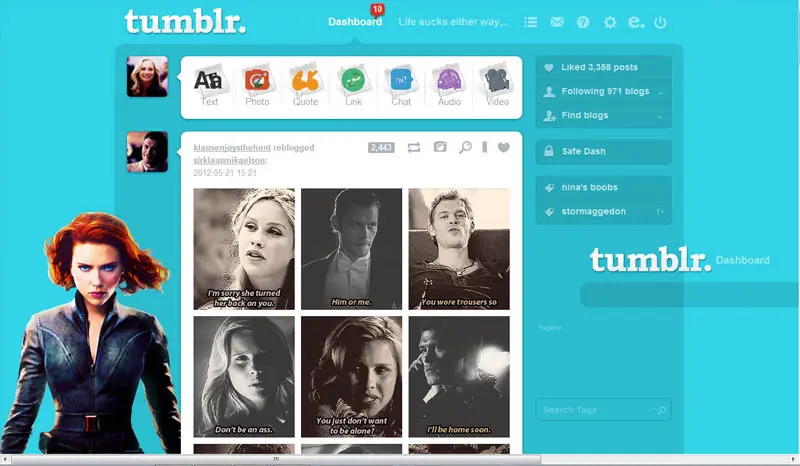 tumblr.
10
Dashboard
Life sucks either way,...
Text
Photo
Quote
Link
Chat
Audio
Video
klausenjoysthehunt reblogged
sirklausmikaelson:
2012-05-21 15:21
2,443
I'm sorry she turned
her back on you.
Him or me.
You wore trousers so
Don't be an ass.
You just don't want
to be alone?
I'll be home soon.
Liked 3,358 posts
Following 971 blogs
Find blogs
Safe Dash
nina's boobs
stormaggedon
1+
tumblr.
Dashboard
Explore
Search Tags